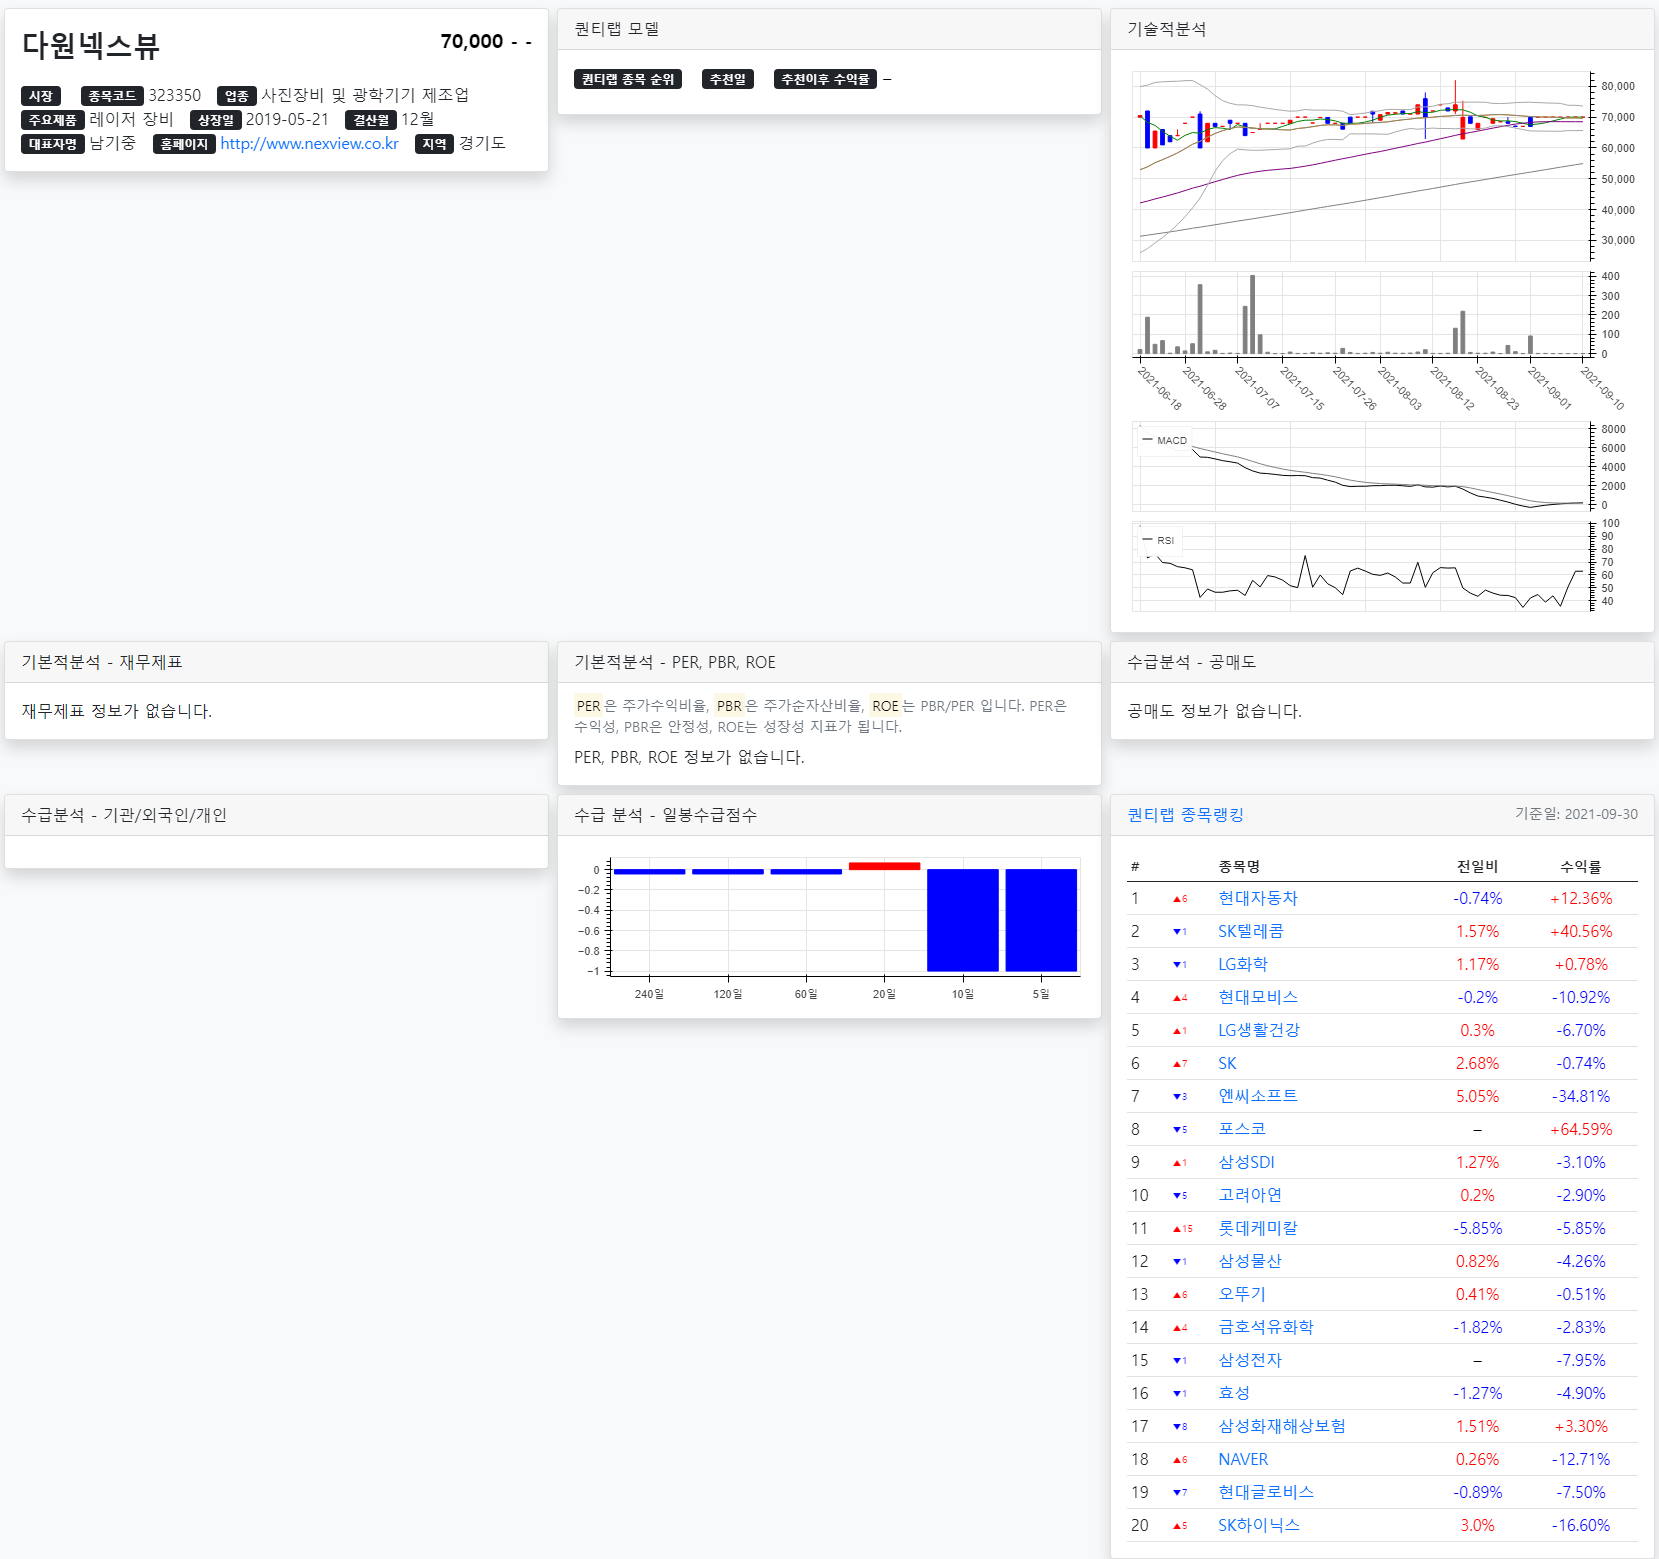 다원넥스뷰
70,000 - -
시장 종목코드 323350 업종 사진장비 및 광학기기 제조업
주요제품 레이저 장비 상장일 2019-05-21 결산월 12월
대표자명 남기중 홈페이지 http://www.nexview.co.kr 지역 경기도
퀀티랩 모델
퀀티랩 종목 순위 추천일 추천이후 수익률 –
기술적분석
80,000
70,000
60,000
50,000
40,000
30,000
400
300
200
100
0
2021-06-18
2021-06-28
2021-07-07
2021-07-15
2021-07-26
2021-08-03
2021-08-12
2021-08-23
2021-09-01
2021-09-10
MACD
8000
6000
4000
2000
0
RSI
100
90
80
70
60
50
40
기본적분석 - 재무제표
재무제표 정보가 없습니다.
기본적분석 - PER, PBR, ROE
PER은 주가수익비율, PBR은 주가순자산비율, ROE는 PBR/PER 입니다. PER은
수익성, PBR은 안정성, ROE는 성장성 지표가 됩니다.
PER, PBR, ROE 정보가 없습니다.
수급분석 - 공매도
공매도 정보가 없습니다.
수급분석 - 기관/외국인/개인
수급 분석 - 일봉수급점수
0
−0.2
−0.4
−0.6
−0.8
−1
240일 120일 60일 20일 10일 5일
퀀티랩 종목랭킹 기준일: 2021-09-30
# 종목명 전일비 수익률
1 ▲6 현대자동차 -0.74% +12.36%
2 ▼1 SK텔레콤 1.57% +40.56%
3 ▼1 LG화학 1.17% +0.78%
4 ▲4 현대모비스 -0.2% -10.92%
5 ▲1 LG생활건강 0.3% -6.70%
6 ▲7 SK 2.68% -0.74%
7 ▼3 엔씨소프트 5.05% -34.81%
8 ▼5 포스코 – +64.59%
9 ▲1 삼성SDI 1.27% -3.10%
10 ▼5 고려아연 0.2% -2.90%
11 ▲15 롯데케미칼 -5.85% -5.85%
12 ▼1 삼성물산 0.82% -4.26%
13 ▲6 오뚜기 0.41% -0.51%
14 ▲4 금호석유화학 -1.82% -2.83%
15 ▼1 삼성전자 – -7.95%
16 ▼1 효성 -1.27% -4.90%
17 ▼8 삼성화재해상보험 1.51% +3.30%
18 ▲6 NAVER 0.26% -12.71%
19 ▼7 현대글로비스 -0.89% -7.50%
20 ▲5 SK하이닉스 3.0% -16.60%